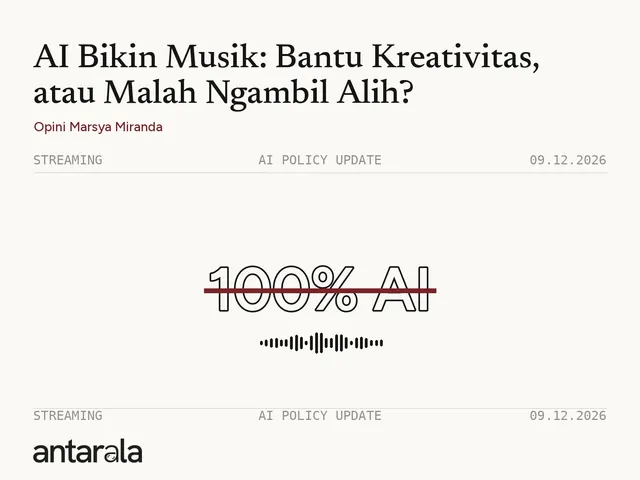 AI Bikin Musik: Bantu Kreativitas,
atau Malah Ngambil Alih?
Opini Marsya Miranda
STREAMING AI POLICY UPDATE 09.12.2026
100% AI
STREAMING AI POLICY UPDATE 09.12.2026
antarala